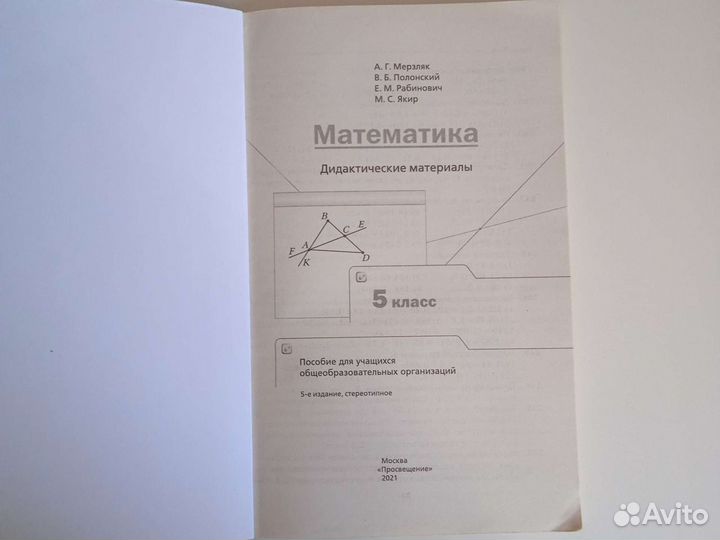 А. Г. Мерзляк
В. Б. Полонский
Е. М. Рабинович
М. С. Якир
Математика
Дидактические материалы
B
C
E
A
F
K
D
5 класс
Пособие для учащихся
общеобразовательных организаций
5-е издание, стереотипное
Москва
«Просвещение»
2021
Avito